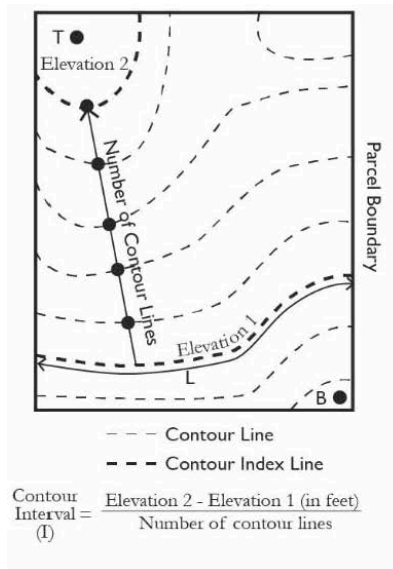 T
Elevation 2
Number of Contour Lines
Parcel Boundary
Elevation 1
L
B
Contour Line
Contour Index Line
Contour
Interval =
(I)
Elevation 2 - Elevation 1 (in feet)
Number of contour lines